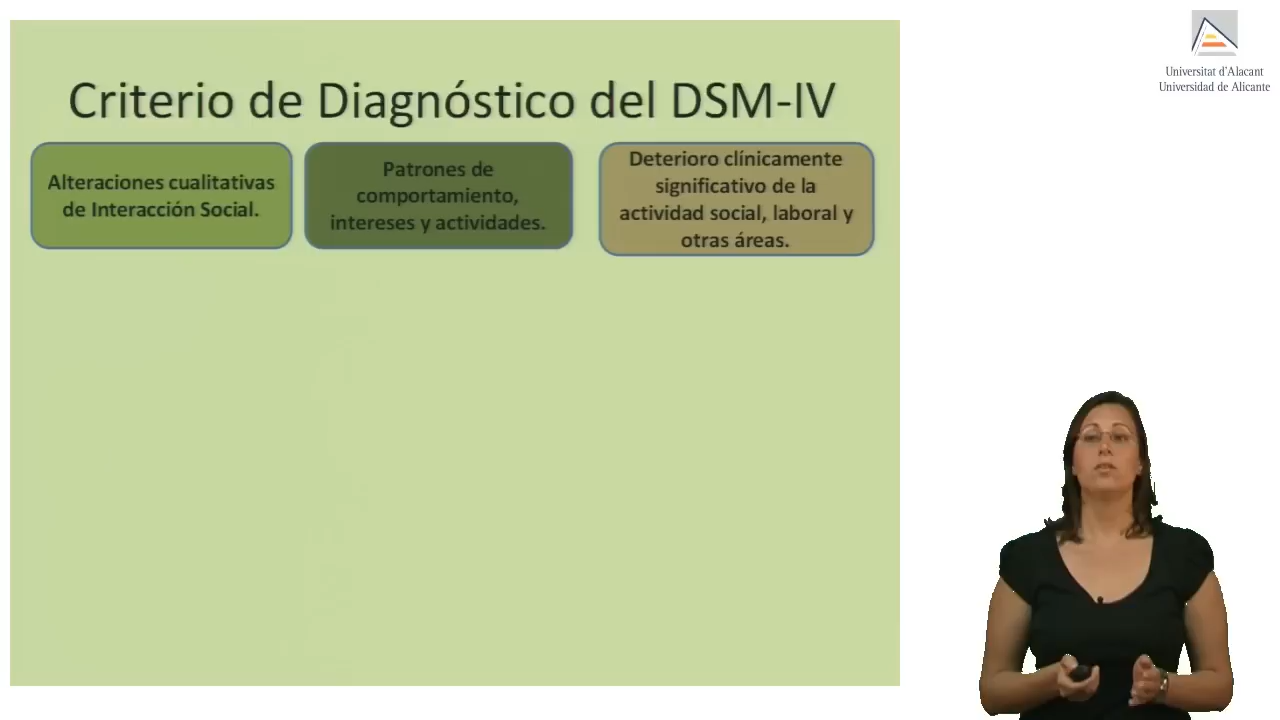 Universitat d'Alacant
Universidad de Alicante
Criterio de Diagnóstico del DSM-IV
Alteraciones cualitativas
de Interacción Social.
Patrones de
comportamiento,
intereses y actividades.
Deterioro clínicamente
significativo de la
actividad social, laboral y
otras áreas.